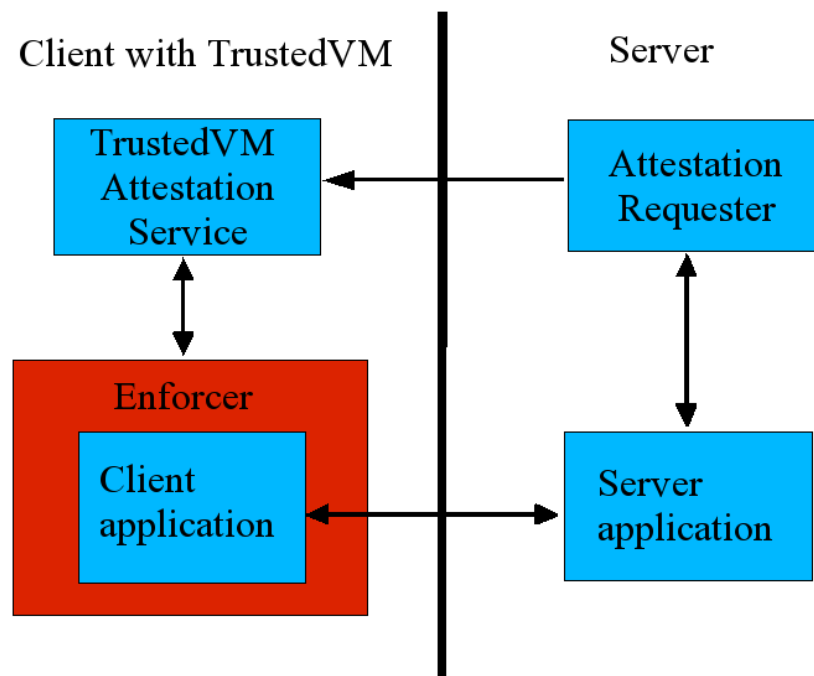 Client with TrustedVM
Server
TrustedVM
Attestation
Service
Attestation
Requester
Enforcer
Client
application
Server
application